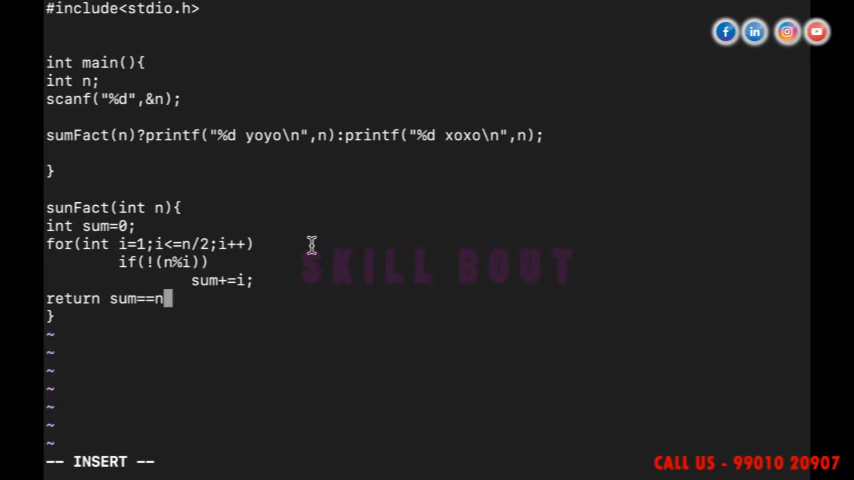 #include<stdio.h>
int main(){
int n;
scanf("%d",&n);
sumFact(n)?printf("%d yoyo\n",n):printf("%d xoxo\n",n);
}
sunFact(int n){
int sum=0;
for(int i=1;i<=n/2;i++)
if(!(n%i))
SKILL BOUT
sum+=i;
return sum==n
}
~
~
~
~
~
~
~
-- INSERT --
CALL US - 99010 20907